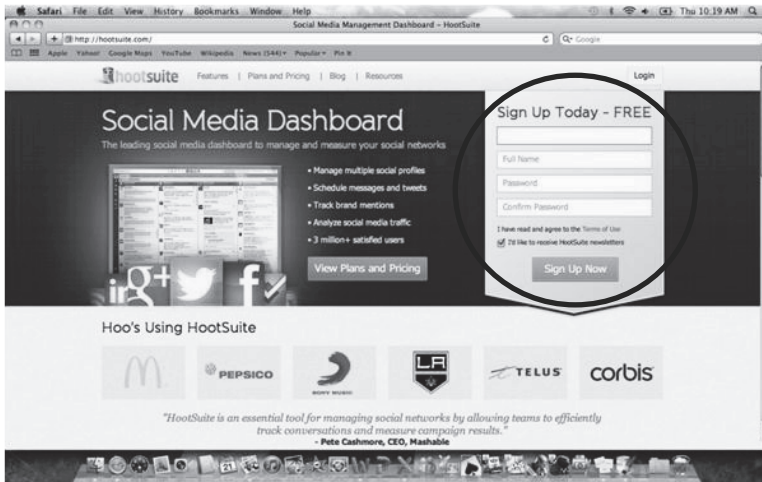 Safari File Edit View History Bookmarks Window Help Thu 10:19 AM
Social Media Management Dashboard – HootSuite
http://hootsuite.com/ Google
Apple Yahoo! Google Maps YouTube Wikipedia News (544) Popular Pin It
hootsuite Features | Plans and Pricing | Blog | Resources Login
Sign Up Today – FREE
Full Name
Password
Confirm Password
I have read and agree to the Terms of Use
I'd like to receive HootSuite newsletters
Sign Up Now
Social Media Dashboard
The leading social media dashboard to manage and measure your social networks
• Manage multiple social profiles
• Schedule messages and tweets
• Track brand mentions
• Analyze social media traffic
• 3 million+ satisfied users
View Plans and Pricing
in g+ f
Hoo's Using HootSuite
PEPSICO
SONY MUSIC
LA
TELUS
corbis
"HootSuite is an essential tool for managing social networks by allowing teams to efficiently
track conversations and measure campaign results."
- Pete Cashmore, CEO, Mashable
21